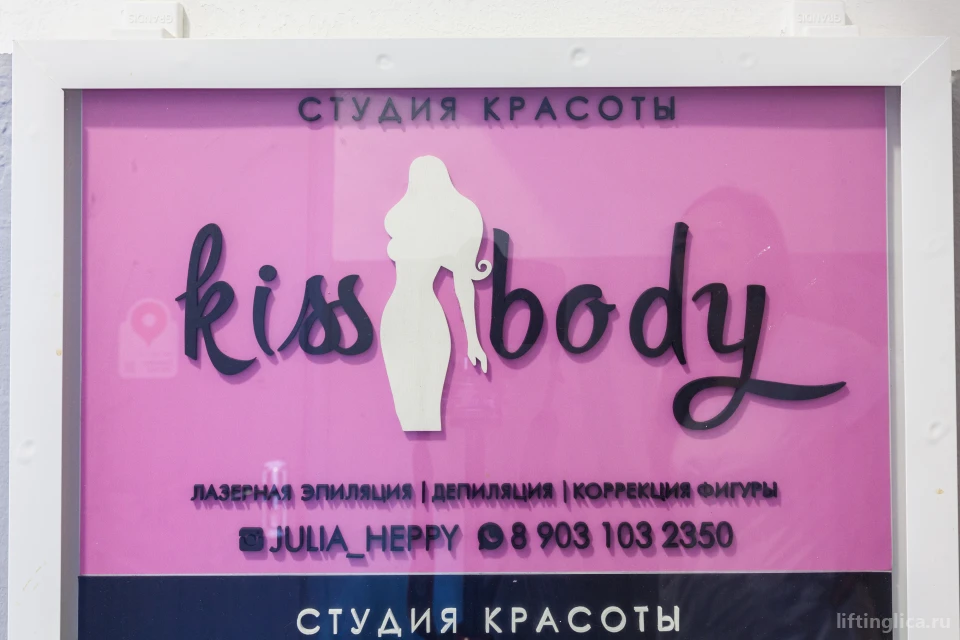 СТУДИЯ КРАСОТЫ
kiss body
ЛАЗЕРНАЯ ЭПИЛЯЦИЯ | ДЕПИЛЯЦИЯ | КОРРЕКЦИЯ ФИГУРЫ
JULIA_HEPPY 8 903 103 2350
СТУДИЯ КРАСОТЫ
liftinglica.ru